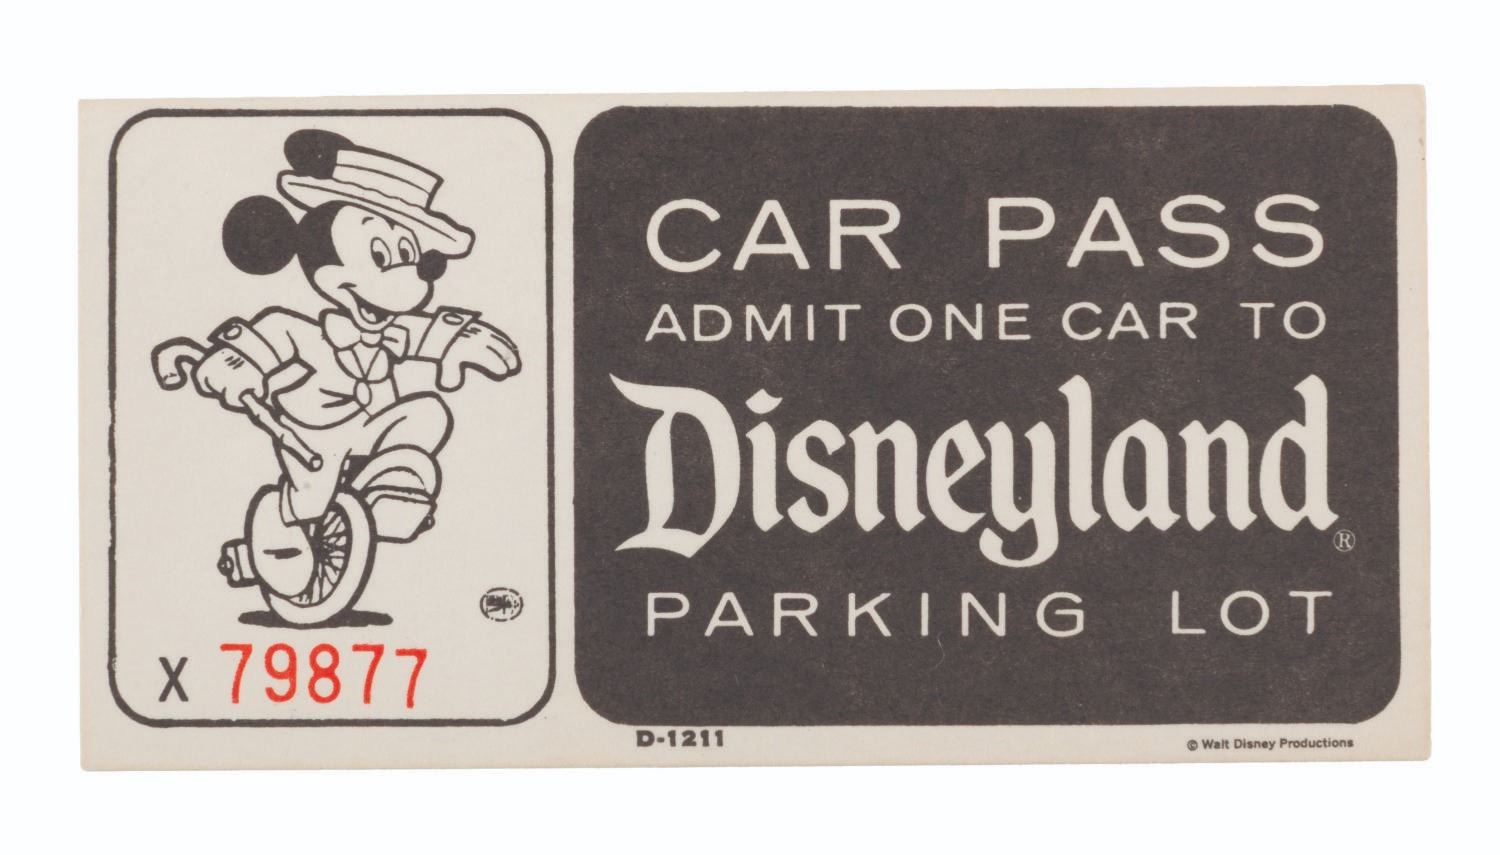 X 79877
CAR PASS
ADMIT ONE CAR TO
Disneyland®
PARKING LOT
D-1211
© Walt Disney Productions